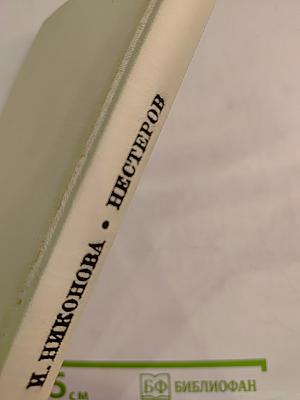 И. НИКОНОВА • НЕСТЕРОВ
5 см
БФ БИБЛИОФАН